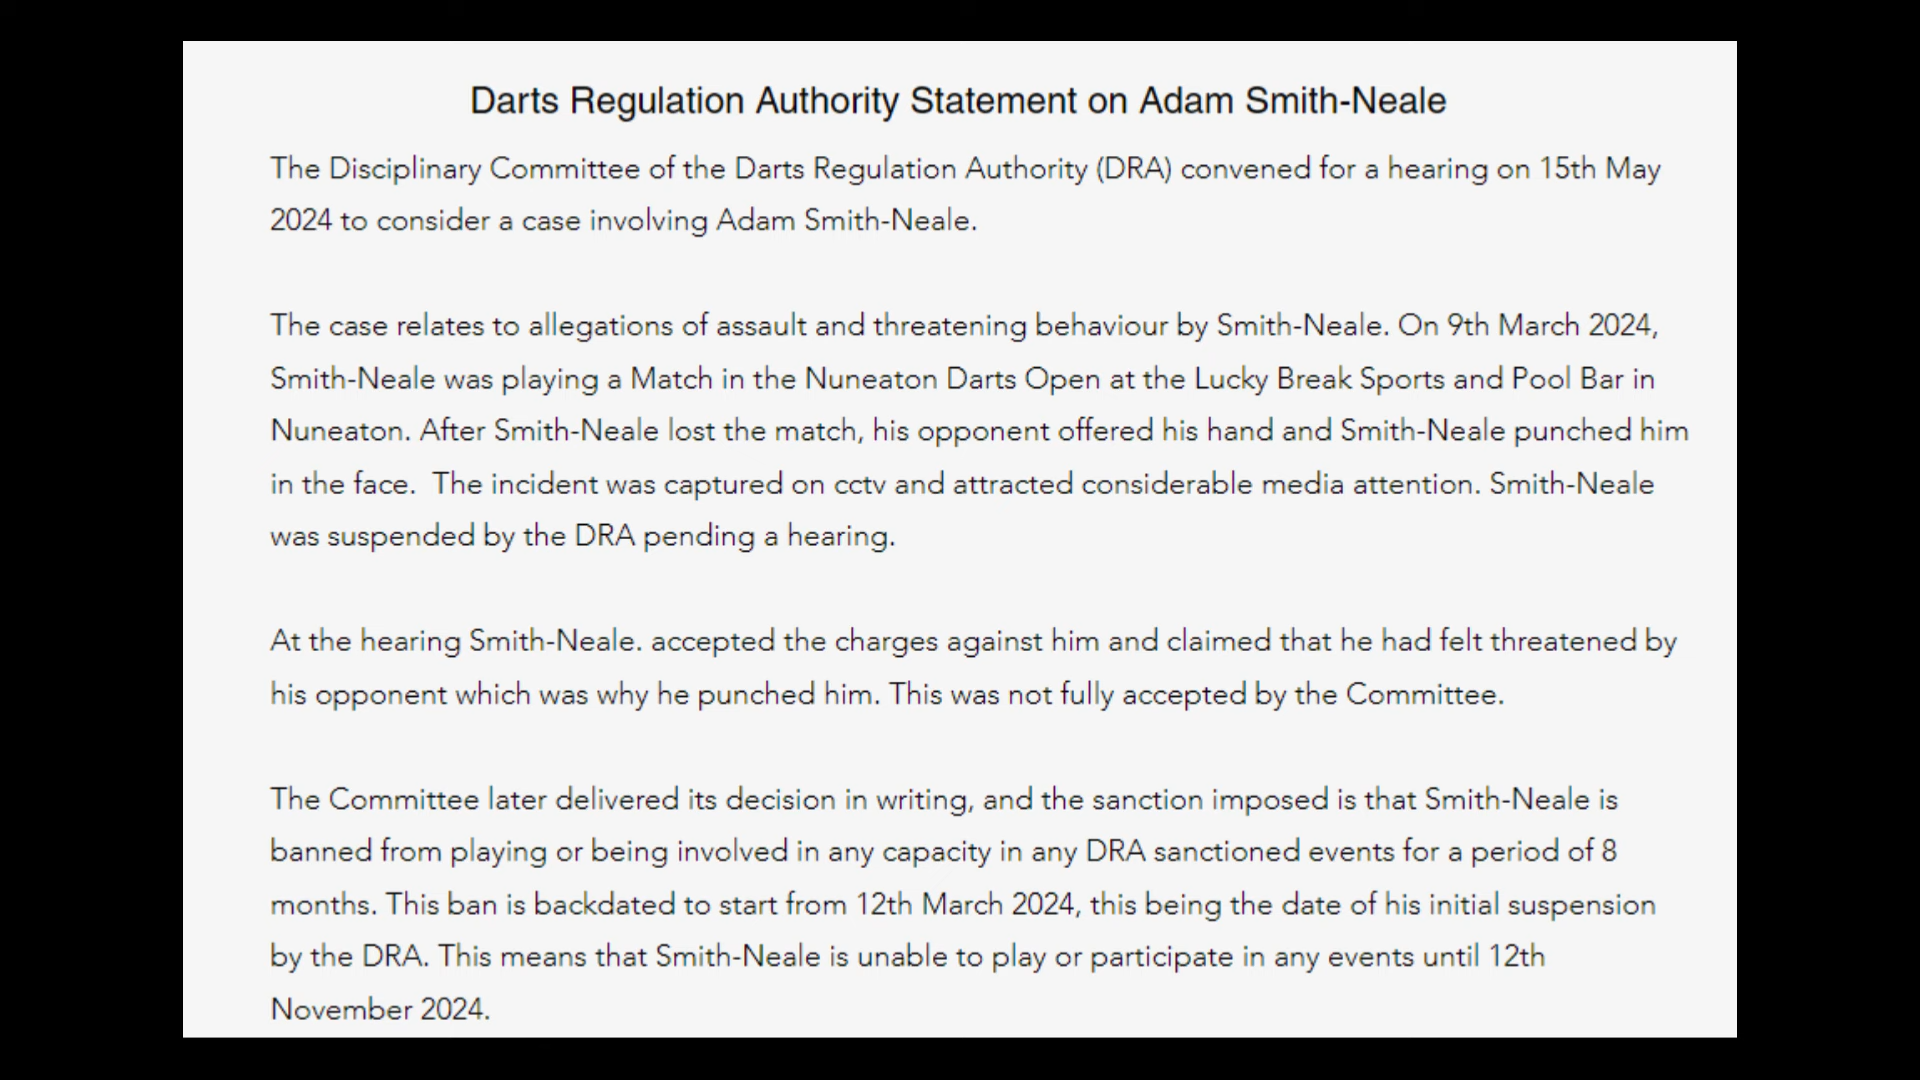 Darts Regulation Authority Statement on Adam Smith-Neale
The Disciplinary Committee of the Darts Regulation Authority (DRA) convened for a hearing on 15th May
2024 to consider a case involving Adam Smith-Neale.
The case relates to allegations of assault and threatening behaviour by Smith-Neale. On 9th March 2024,
Smith-Neale was playing a Match in the Nuneaton Darts Open at the Lucky Break Sports and Pool Bar in
Nuneaton. After Smith-Neale lost the match, his opponent offered his hand and Smith-Neale punched him
in the face.  The incident was captured on cctv and attracted considerable media attention. Smith-Neale
was suspended by the DRA pending a hearing.
At the hearing Smith-Neale. accepted the charges against him and claimed that he had felt threatened by
his opponent which was why he punched him. This was not fully accepted by the Committee.
The Committee later delivered its decision in writing, and the sanction imposed is that Smith-Neale is
banned from playing or being involved in any capacity in any DRA sanctioned events for a period of 8
months. This ban is backdated to start from 12th March 2024, this being the date of his initial suspension
by the DRA. This means that Smith-Neale is unable to play or participate in any events until 12th
November 2024.